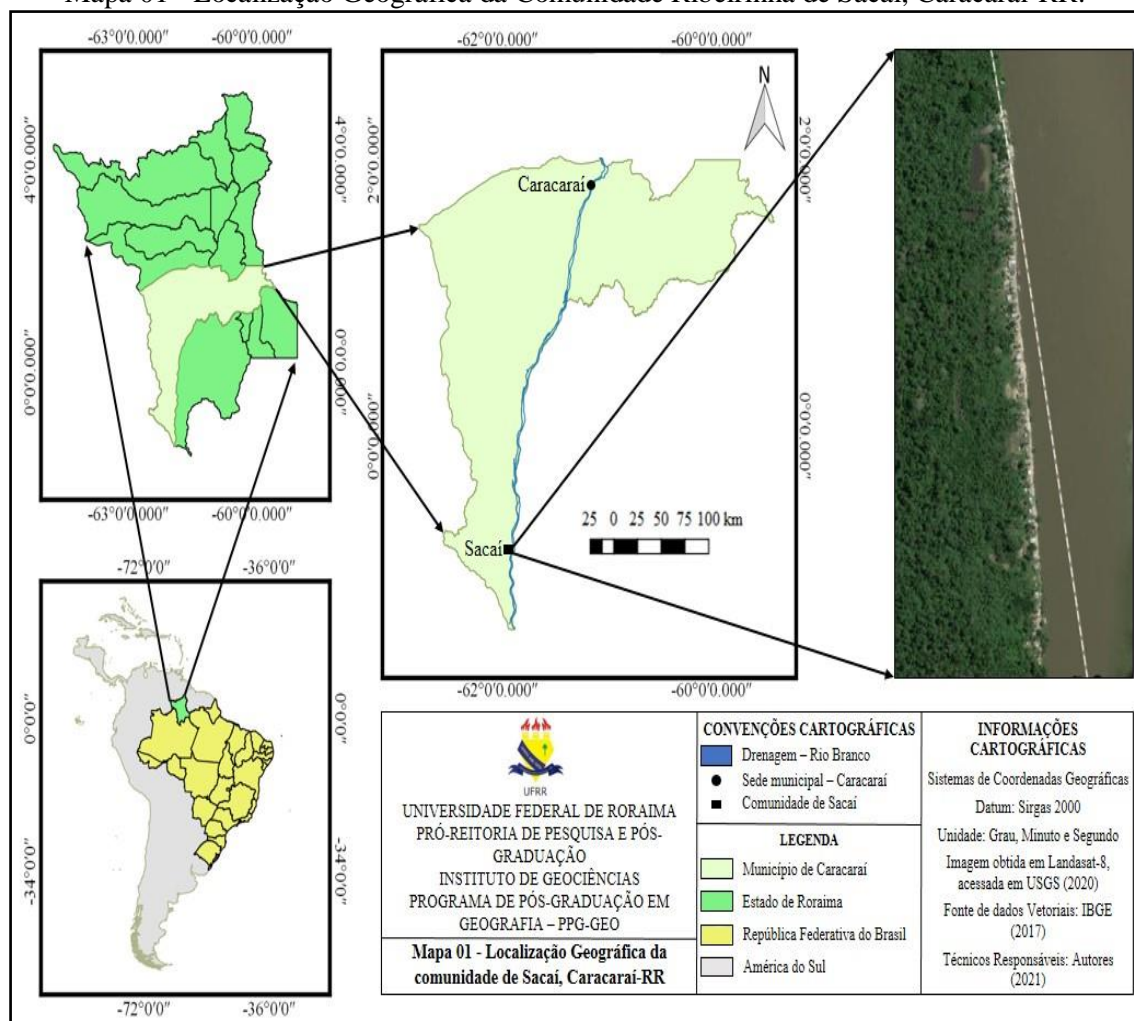 Mapa 01 - Localização Geográfica da Comunidade Ribeirinha de Sacaí, Caracaraí-RR.
-63°0'0.000" -60°0'0.000"
4°0'0.000"
0°0'0.000"
4°0'0.000"
0°0'0.000"
-63°0'0.000" -60°0'0.000"
-62°0'0.000" -60°0'0.000"
2°0'0.000"
0°0'0.000"
2°0'0.000"
0°0'0.000"
N
Caracaraí
Sacaí
25 0 25 50 75 100 km
-62°0'0.000" -60°0'0.000"
-72°0'0" -36°0'0"
0°0'0"
-34°0'0"
0°0'0"
-34°0'0"
-72°0'0" -36°0'0"
UFRR
UNIVERSIDADE FEDERAL DE RORAIMA
PRÓ-REITORIA DE PESQUISA E PÓS-
GRADUAÇÃO
INSTITUTO DE GEOCIÊNCIAS
PROGRAMA DE PÓS-GRADUAÇÃO EM
GEOGRAFIA – PPG-GEO
Mapa 01 - Localização Geográfica da
comunidade de Sacaí, Caracaraí-RR
CONVENÇÕES CARTOGRÁFICAS
Drenagem – Rio Branco
Sede municipal – Caracaraí
Comunidade de Sacaí
LEGENDA
Município de Caracaraí
Estado de Roraima
República Federativa do Brasil
América do Sul
INFORMAÇÕES
CARTOGRÁFICAS
Sistemas de Coordenadas Geográficas
Datum: Sirgas 2000
Unidade: Grau, Minuto e Segundo
Imagem obtida em Landasat-8,
acessada em USGS (2020)
Fonte de dados Vetoriais: IBGE
(2017)
Técnicos Responsáveis: Autores
(2021)